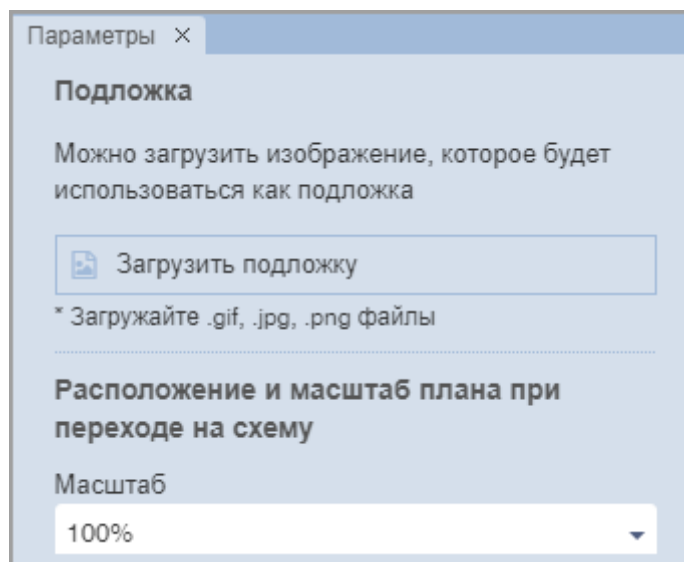 Параметры ×
Подложка
Можно загрузить изображение, которое будет
использоваться как подложка
Загрузить подложку
* Загружайте .gif, .jpg, .png файлы
Расположение и масштаб плана при
переходе на схему
Масштаб
100%